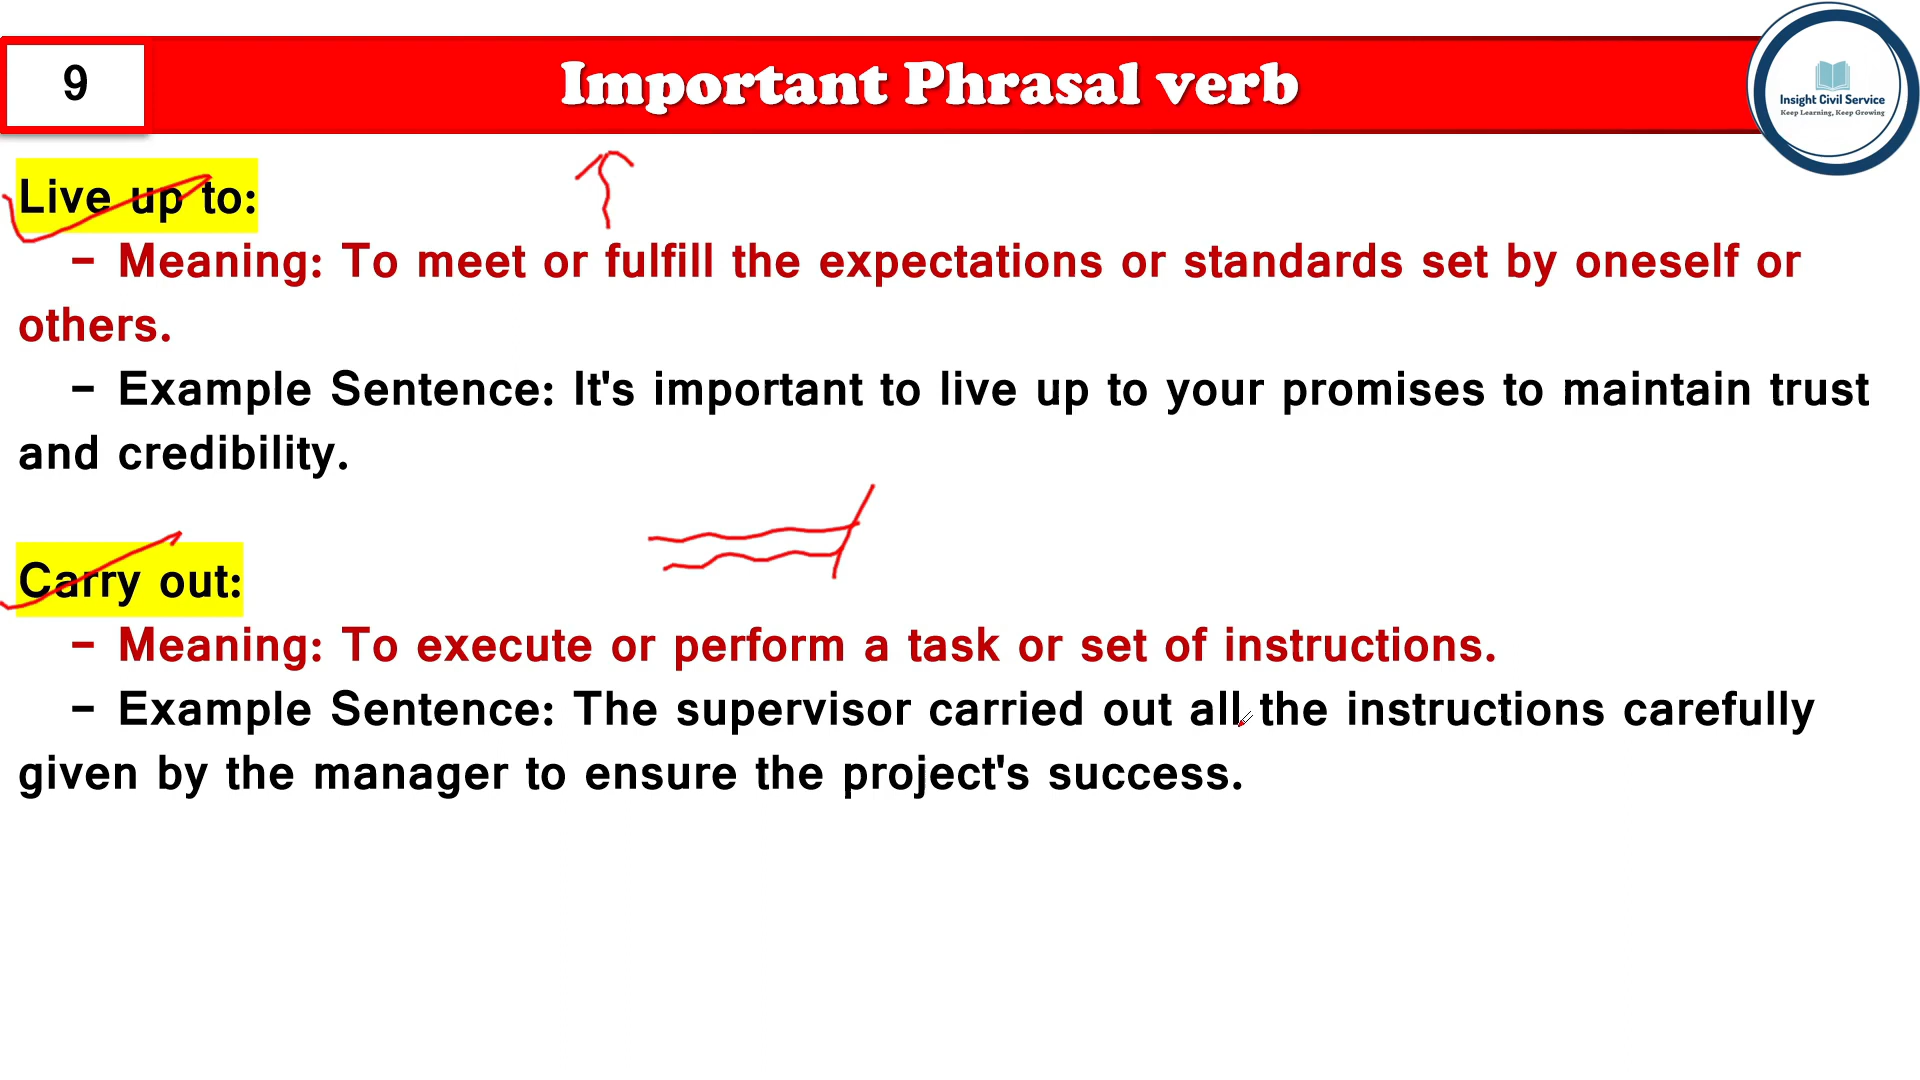 9
Important Phrasal verb
Insight Civil Service
Keep Learning, Keep Growing
Live up to:
- Meaning: To meet or fulfill the expectations or standards set by oneself or
others.
- Example Sentence: It's important to live up to your promises to maintain trust
and credibility.
Carry out:
- Meaning: To execute or perform a task or set of instructions.
- Example Sentence: The supervisor carried out all the instructions carefully
given by the manager to ensure the project's success.